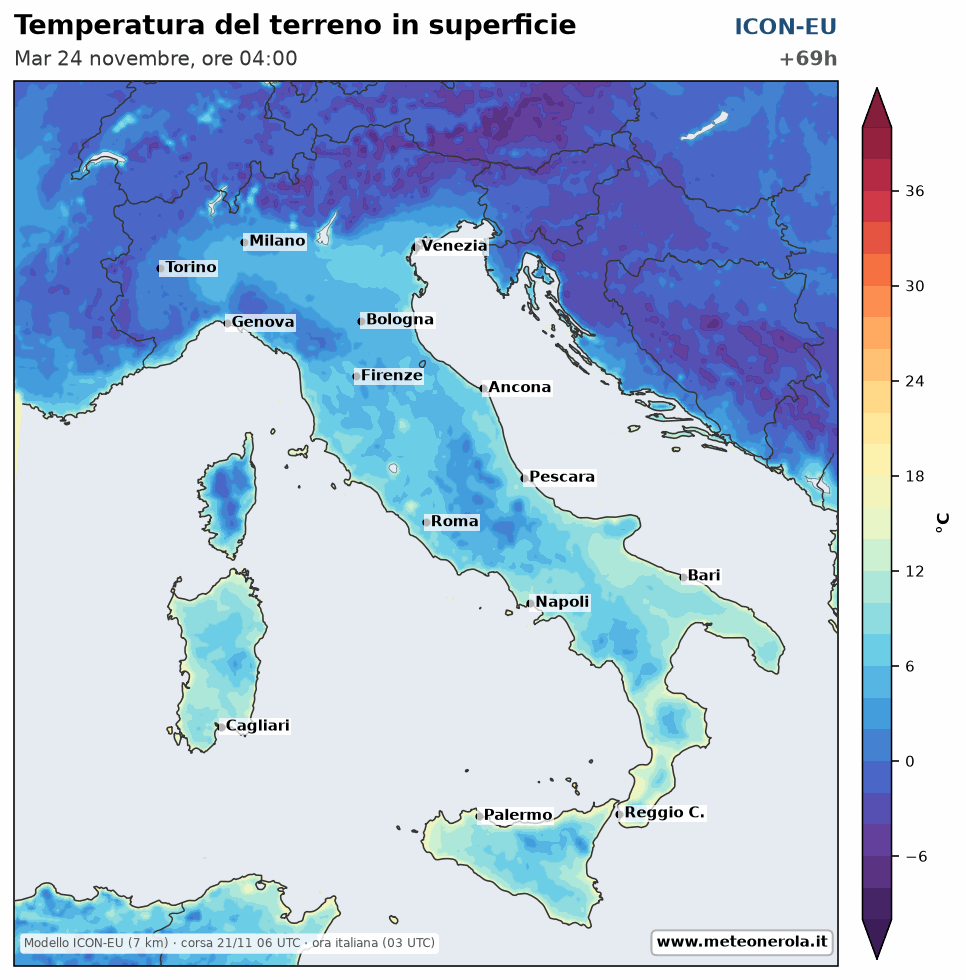 Temperatura del terreno in superficie
ICON-EU
Mar 24 novembre, ore 04:00
+69h
36
30
24
18
12
6
0
−6
°C
Milano
Venezia
Torino
Genova
Bologna
Firenze
Ancona
Pescara
Roma
Bari
Napoli
Cagliari
Palermo
Reggio C.
Modello ICON-EU (7 km) · corsa 21/11 06 UTC · ora italiana (03 UTC)
www.meteonerola.it